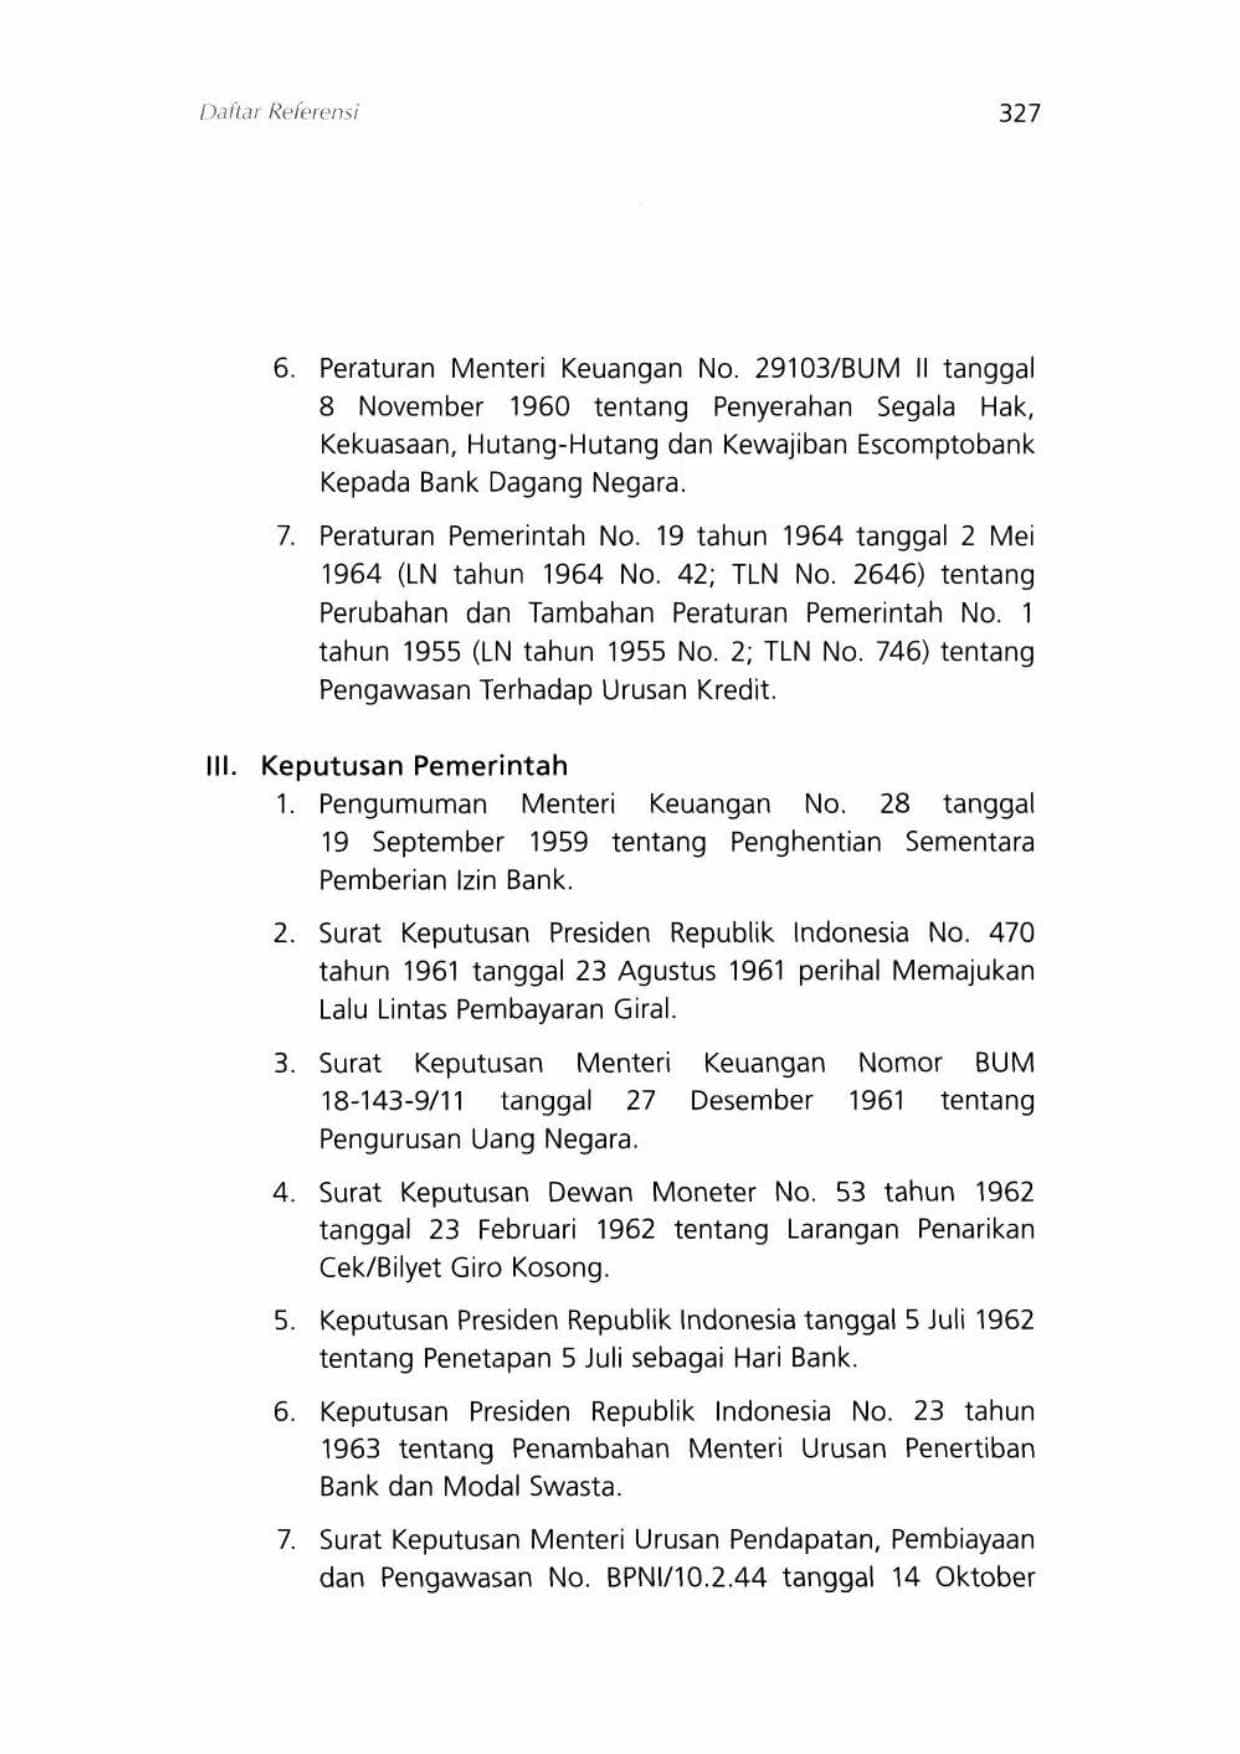 Daftar Referensi 327
6. Peraturan Menteri Keuangan No. 29103/BUM II tanggal
8 November 1960 tentang Penyerahan Segala Hak,
Kekuasaan, Hutang-Hutang dan Kewajiban Escomptobank
Kepada Bank Dagang Negara.
7. Peraturan Pemerintah No. 19 tahun 1964 tanggal 2 Mei
1964 (LN tahun 1964 No. 42; TLN No. 2646) tentang
Perubahan dan Tambahan Peraturan Pemerintah No. 1
tahun 1955 (LN tahun 1955 No. 2; TLN No. 746) tentang
Pengawasan Terhadap Urusan Kredit.
III. Keputusan Pemerintah
1. Pengumuman Menteri Keuangan No. 28 tanggal
19 September 1959 tentang Penghentian Sementara
Pemberian Izin Bank.
2. Surat Keputusan Presiden Republik Indonesia No. 470
tahun 1961 tanggal 23 Agustus 1961 perihal Memajukan
Lalu Lintas Pembayaran Giral.
3. Surat Keputusan Menteri Keuangan Nomor BUM
18-143-9/11 tanggal 27 Desember 1961 tentang
Pengurusan Uang Negara.
4. Surat Keputusan Dewan Moneter No. 53 tahun 1962
tanggal 23 Februari 1962 tentang Larangan Penarikan
Cek/Bilyet Giro Kosong.
5. Keputusan Presiden Republik Indonesia tanggal 5 Juli 1962
tentang Penetapan 5 Juli sebagai Hari Bank.
6. Keputusan Presiden Republik Indonesia No. 23 tahun
1963 tentang Penambahan Menteri Urusan Penertiban
Bank dan Modal Swasta.
7. Surat Keputusan Menteri Urusan Pendapatan, Pembiayaan
dan Pengawasan No. BPNI/10.2.44 tanggal 14 Oktober